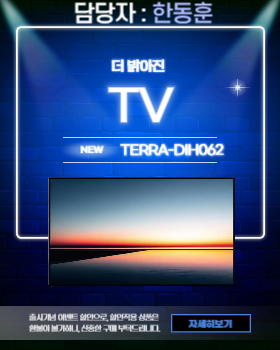 담당자 : 한동훈
더 밝아진
TV
NEW TERRA-DIH062
출시기념 이벤트 할인으로, 할인적용 상품은
환불이 불가하니, 신중한 구매 부탁드립니다.
자세히보기